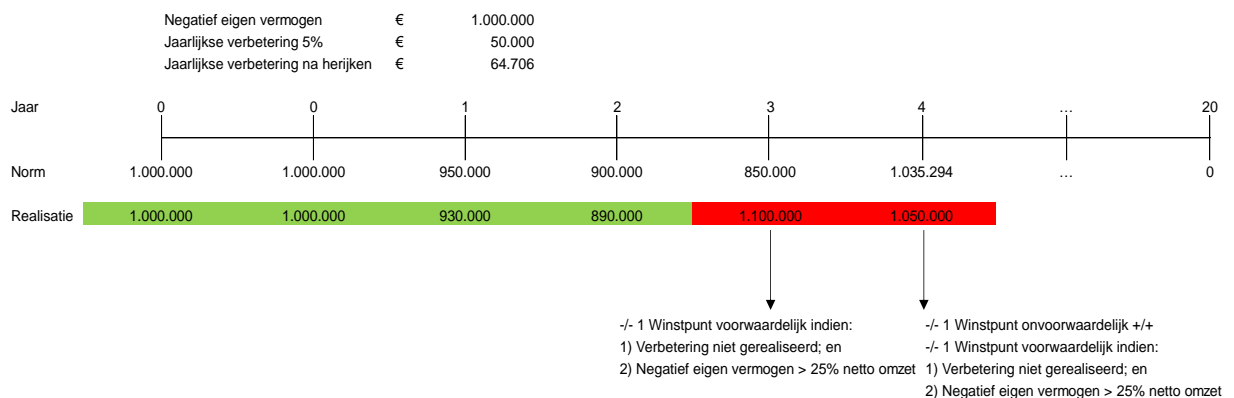 Negatief eigen vermogen € 1.000.000
Jaarlijkse verbetering 5% € 50.000
Jaarlijkse verbetering na herijken € 64.706
Jaar 0 0 1 2 3 4 ... 20
Norm 1.000.000 1.000.000 950.000 900.000 850.000 1.035.294 ... 0
Realisatie 1.000.000 1.000.000 930.000 890.000 1.100.000 1.050.000
-/- 1 Winstpunt voorwaardelijk indien:
1) Verbetering niet gerealiseerd; en
2) Negatief eigen vermogen > 25% netto omzet
-/- 1 Winstpunt onvoorwaardelijk +/+
-/- 1 Winstpunt voorwaardelijk indien:
1) Verbetering niet gerealiseerd; en
2) Negatief eigen vermogen > 25% netto omzet